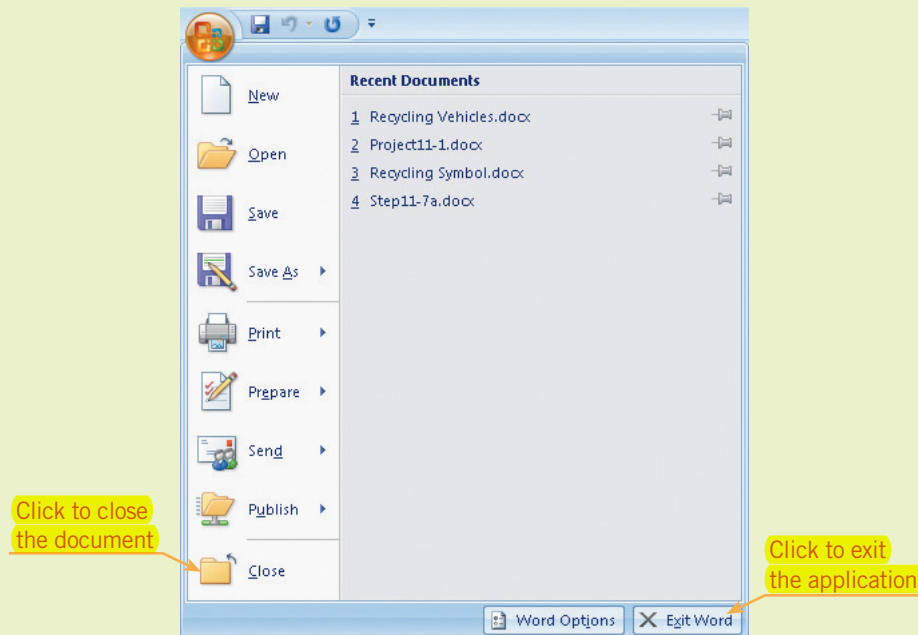 New
Open
Save
Save As
Print
Prepare
Send
Publish
Close
Recent Documents
1 Recycling Vehicles.docx
2 Project11-1.docx
3 Recycling Symbol.docx
4 Step11-7a.docx
Click to close
the document
Click to exit
the application
Word Options
Exit Word